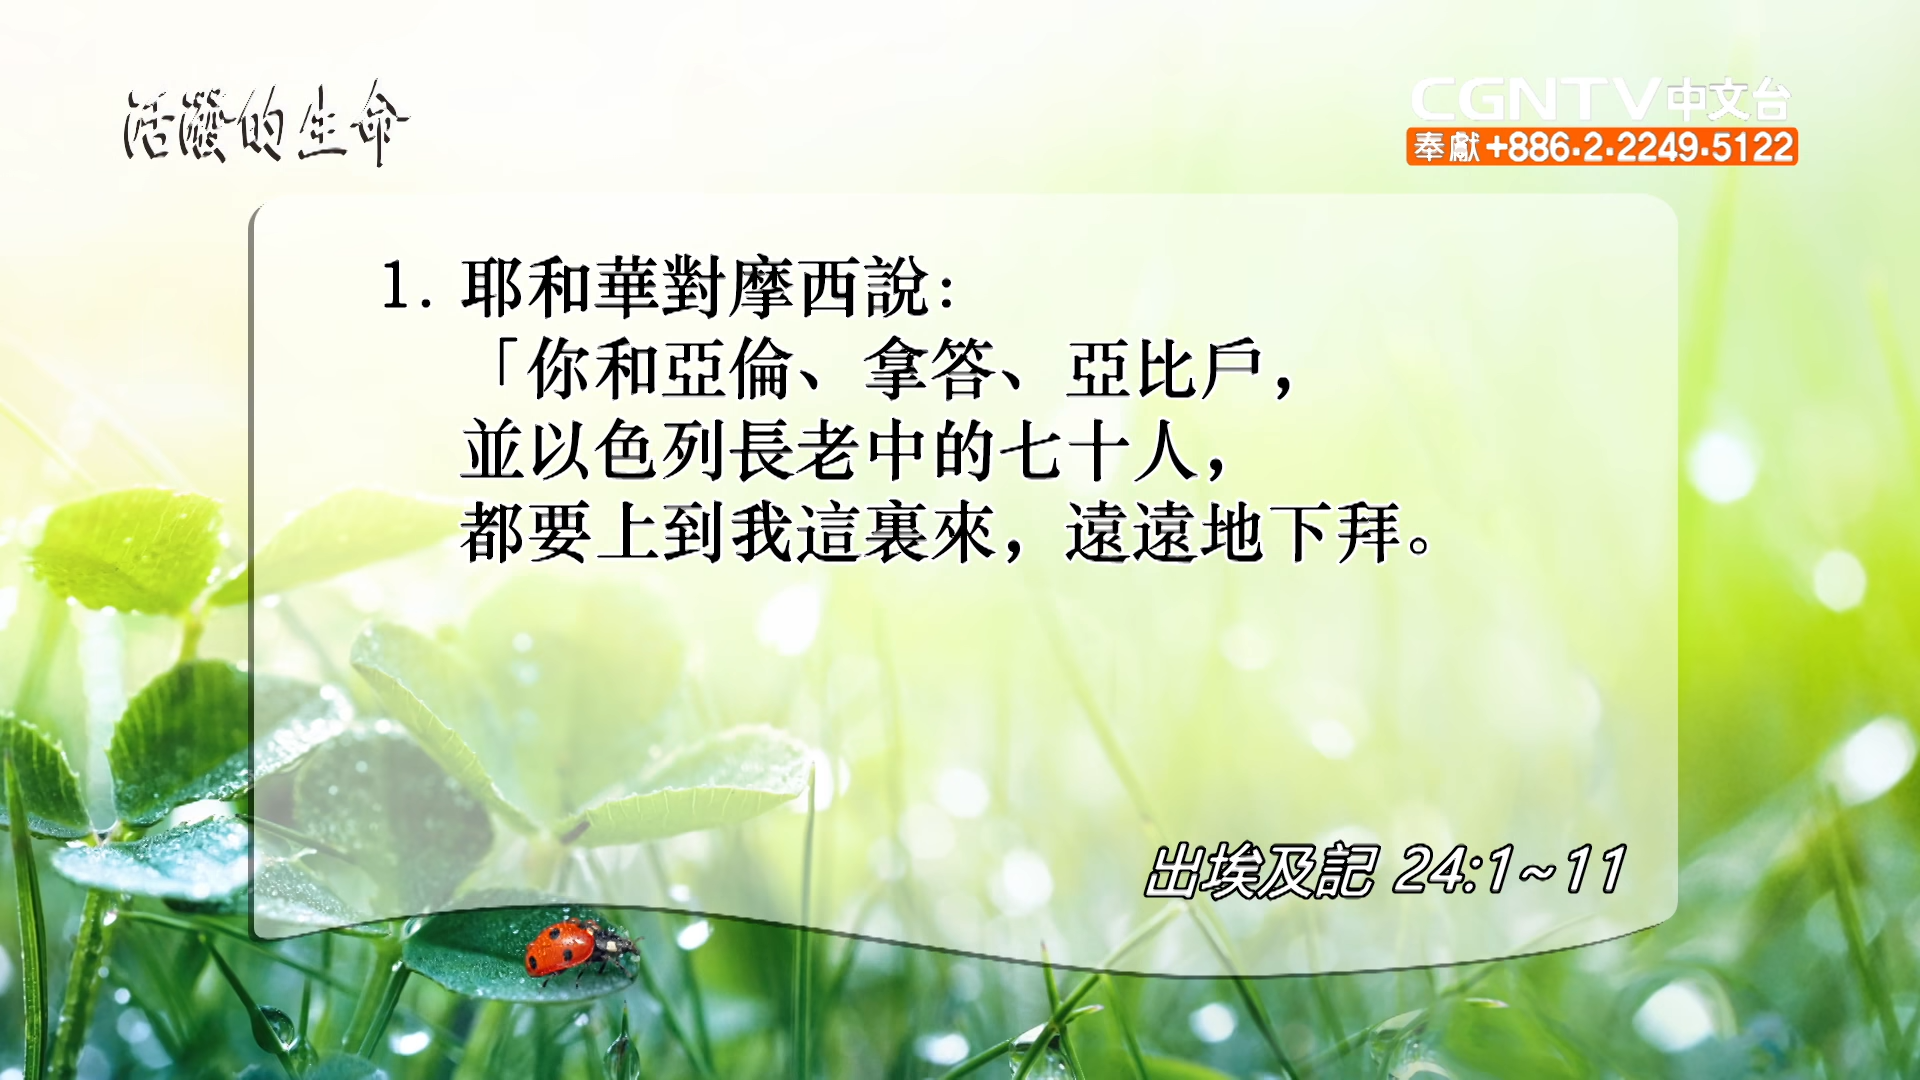 活潑的生命
CGNTV中文台
奉獻 +886·2·2249·5122
1. 耶和華對摩西說：
「你和亞倫、拿答、亞比戶，
並以色列長老中的七十人，
都要上到我這裏來，遠遠地下拜。
出埃及記 24:1~11